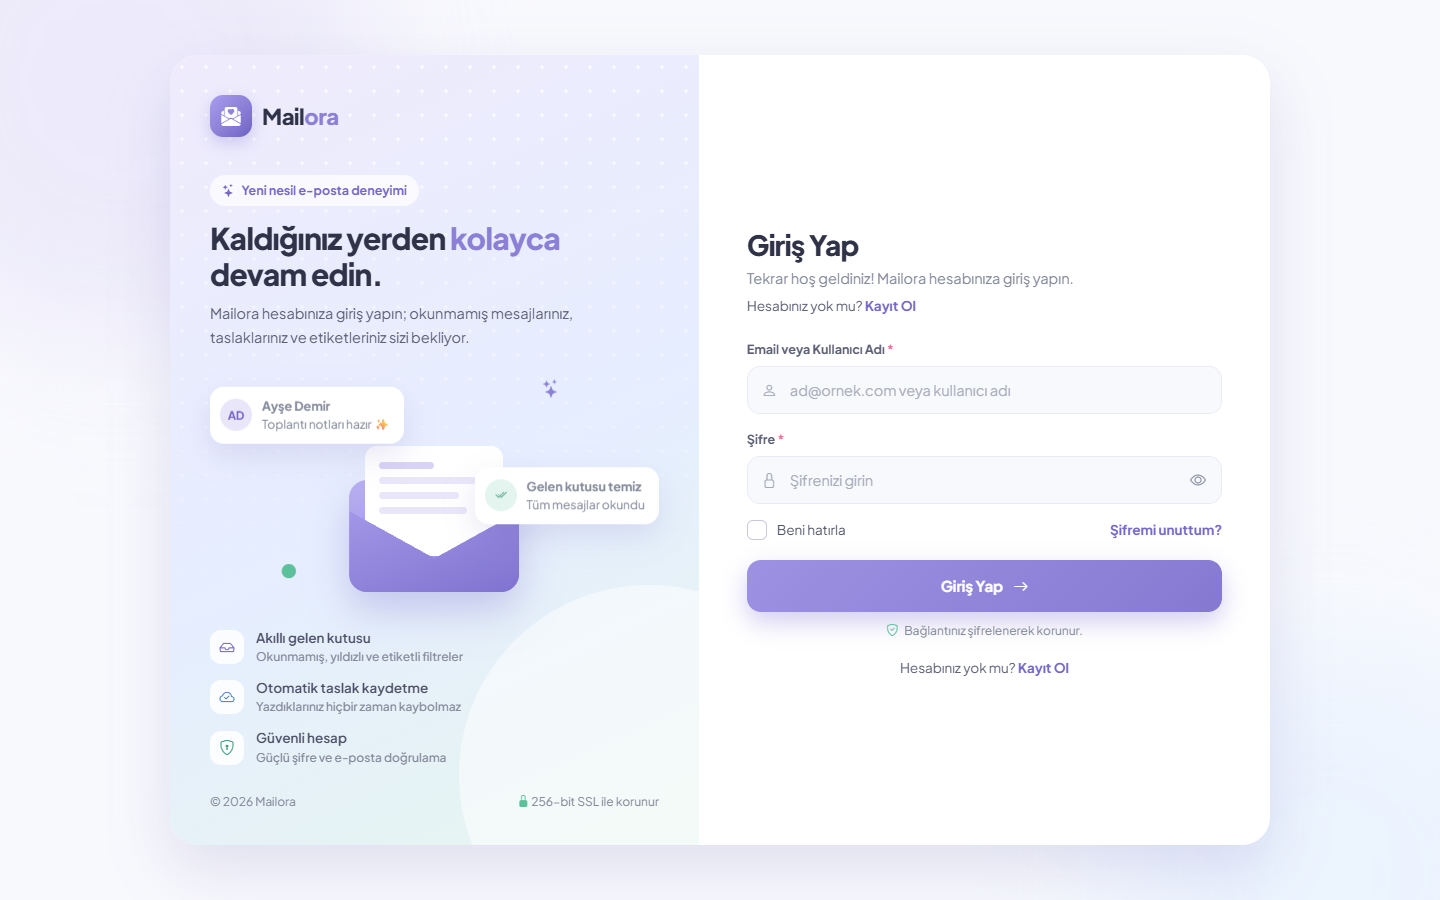 Mailora
Yeni nesil e-posta deneyimi
Kaldığınız yerden kolayca
devam edin.
Mailora hesabınıza giriş yapın; okunmamış mesajlarınız,
taslaklarınız ve etiketleriniz sizi bekliyor.
AD
Ayşe Demir
Toplantı notları hazır ✨
Gelen kutusu temiz
Tüm mesajlar okundu
Akıllı gelen kutusu
Okunmamış, yıldızlı ve etiketli filtreler
Otomatik taslak kaydetme
Yazdıklarınız hiçbir zaman kaybolmaz
Güvenli hesap
Güçlü şifre ve e-posta doğrulama
© 2026 Mailora
256-bit SSL ile korunur
Giriş Yap
Tekrar hoş geldiniz! Mailora hesabınıza giriş yapın.
Hesabınız yok mu? Kayıt Ol
Email veya Kullanıcı Adı *
ad@ornek.com veya kullanıcı adı
Şifre *
Şifrenizi girin
Beni hatırla
Şifremi unuttum?
Giriş Yap →
Bağlantınız şifrelenerek korunur.
Hesabınız yok mu? Kayıt Ol